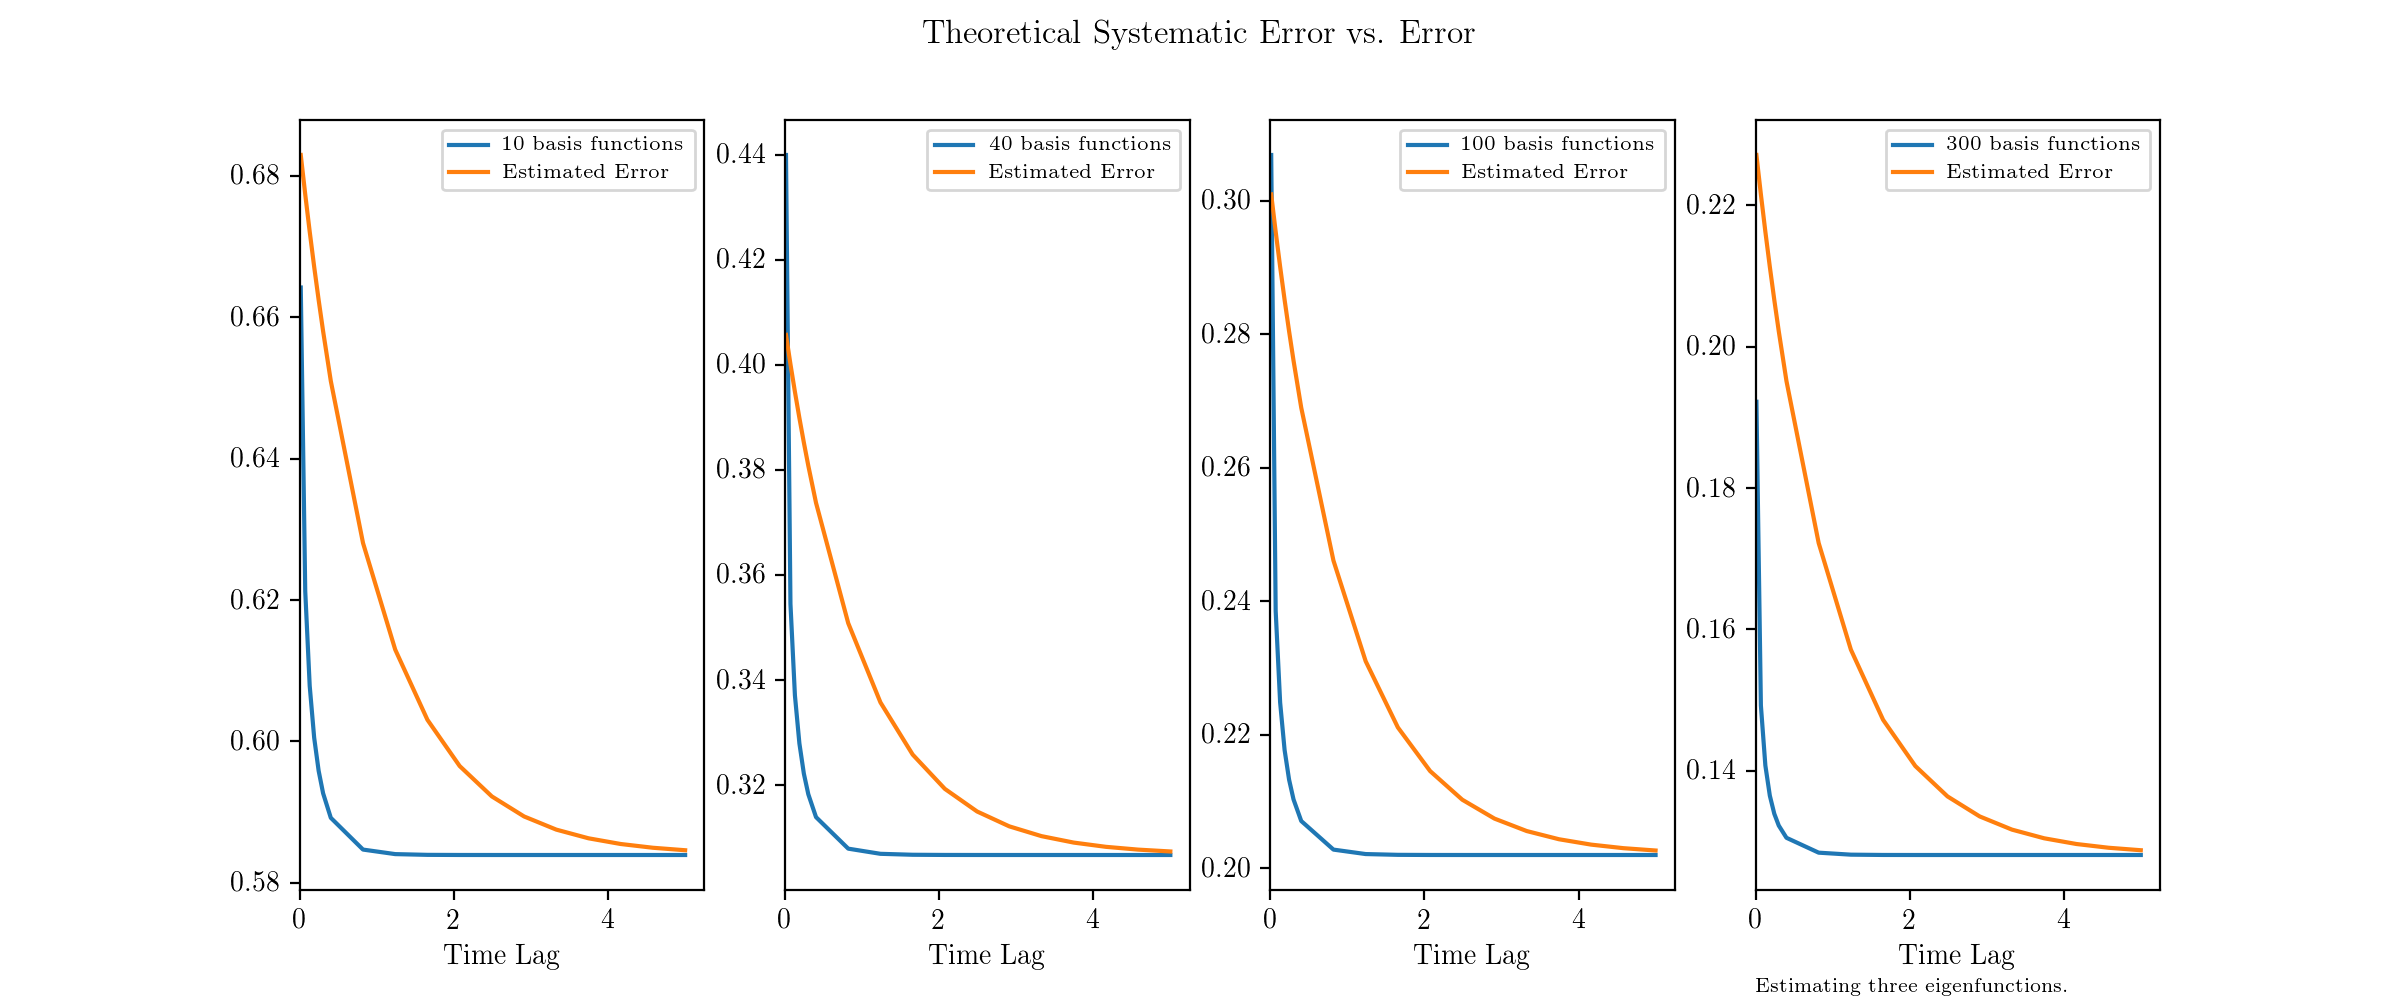 Theoretical Systematic Error vs. Error
10 basis functions
Estimated Error
0.68
0.66
0.64
0.62
0.60
0.58
0
2
4
Time Lag
40 basis functions
Estimated Error
0.44
0.42
0.40
0.38
0.36
0.34
0.32
0
2
4
Time Lag
100 basis functions
Estimated Error
0.30
0.28
0.26
0.24
0.22
0.20
0
2
4
Time Lag
300 basis functions
Estimated Error
0.22
0.20
0.18
0.16
0.14
0
2
4
Time Lag
Estimating three eigenfunctions.